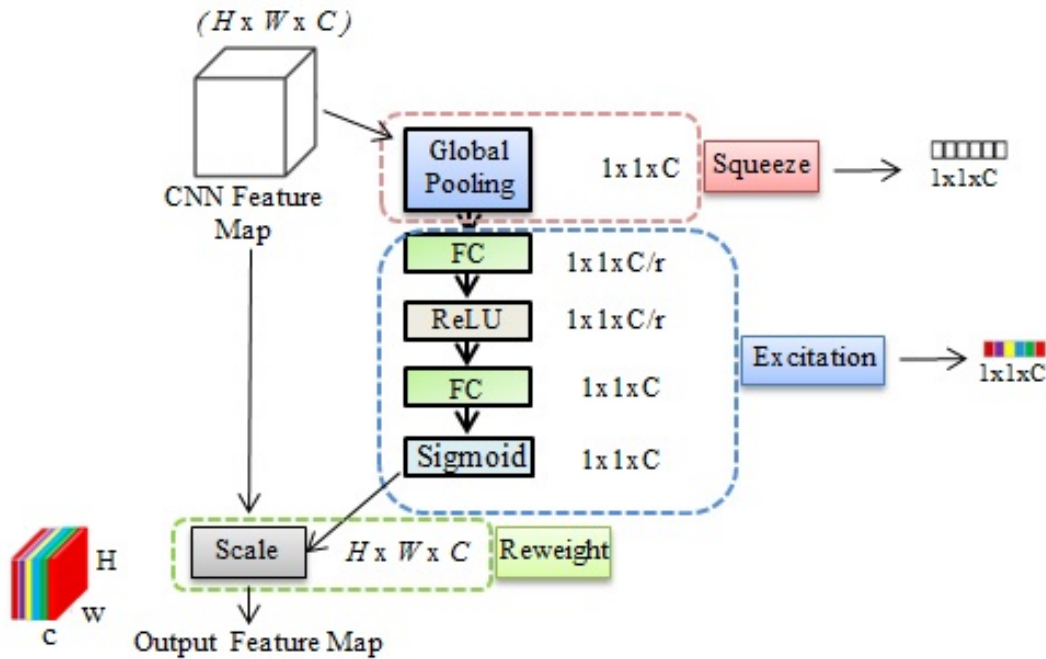 (H x W x C)
CNN Feature
Map
Global
Pooling
1x1xC
Squeeze
1x1xC
FC
1x1xC/r
ReLU
1x1xC/r
FC
1x1xC
Sigmoid
1x1xC
Excitation
1x1xC
Scale
H x W x C
Reweight
H
W
C
Output Feature Map